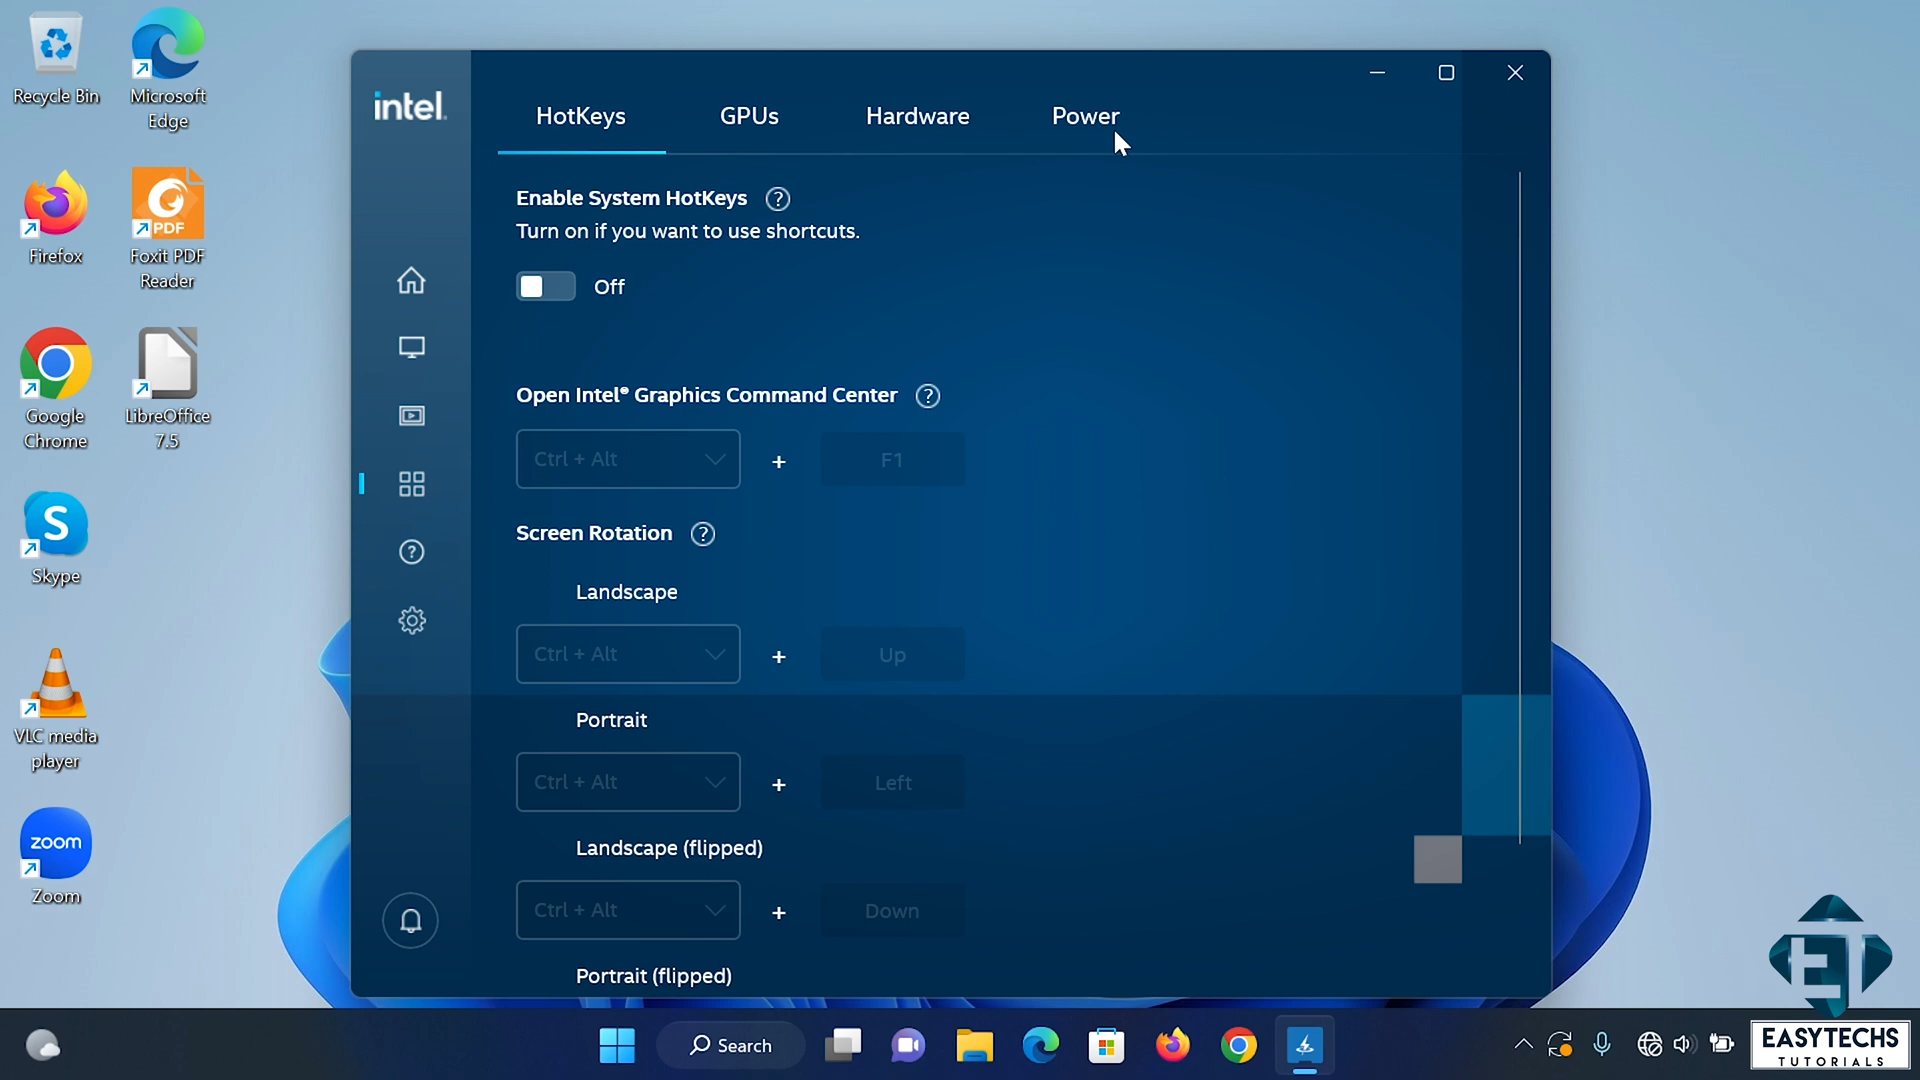 Recycle Bin
Microsoft
Edge
Firefox
PDF
Foxit PDF
Reader
Google
Chrome
LibreOffice
7.5
S
Skype
VLC media
player
zoom
Zoom
intel.
HotKeys
GPUs
Hardware
Power
Enable System HotKeys ?
Turn on if you want to use shortcuts.
Off
Open Intel® Graphics Command Center ?
Ctrl + Alt + F1
Screen Rotation ?
Landscape
Ctrl + Alt + Up
Portrait
Ctrl + Alt + Left
Landscape (flipped)
Ctrl + Alt + Down
Portrait (flipped)
Search
ET
EASYTECHS
TUTORIALS